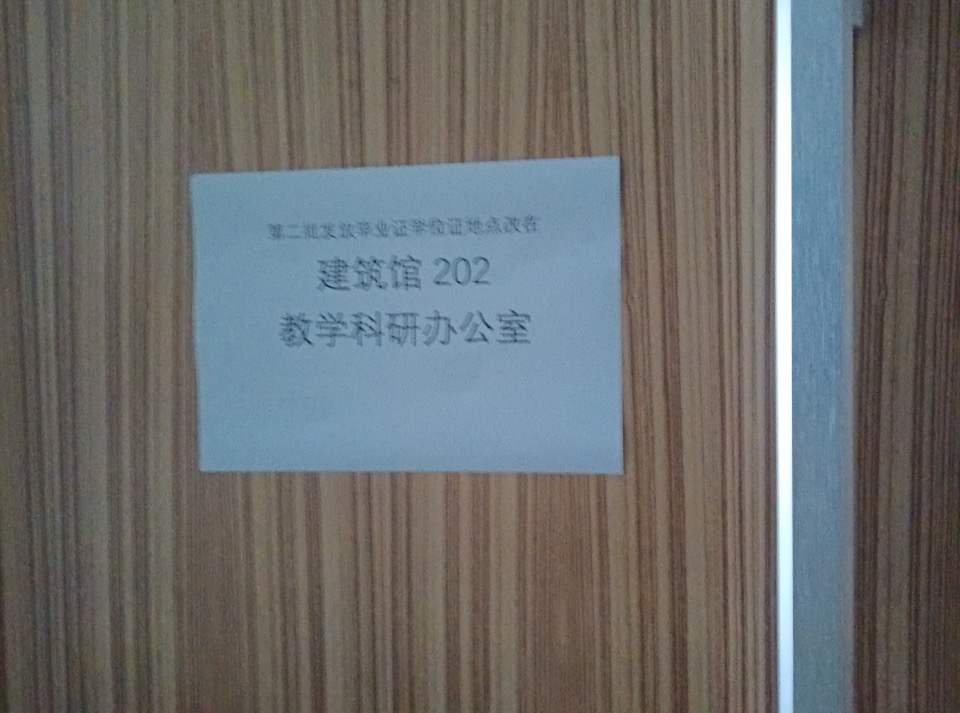 第二批发放毕业证学位证地点改在
建筑馆 202
教学科研办公室